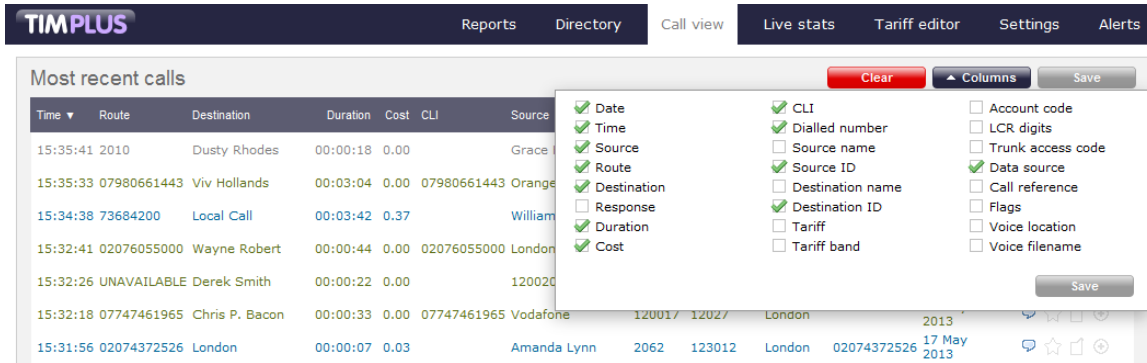 TIMPLUS Reports Directory Call view Live stats Tariff editor Settings Alerts
Most recent calls Clear Columns Save
Time Route Destination Duration Cost CLI Source
Date CLI Account code
Time Dialled number LCR digits
Source Source name Trunk access code
Route Source ID Data source
Destination Destination name Call reference
Response Destination ID Flags
Duration Tariff Voice location
Cost Tariff band Voice filename
Save
15:35:41 2010 Dusty Rhodes 00:00:18 0.00 Grace
15:35:33 07980661443 Viv Hollands 00:03:04 0.00 07980661443 Orange
15:34:38 73684200 Local Call 00:03:42 0.37 William
15:32:41 02076055000 Wayne Robert 00:00:44 0.00 02076055000 London
15:32:26 UNAVAILABLE Derek Smith 00:00:22 0.00 120020
15:32:18 07747461965 Chris P. Bacon 00:00:33 0.00 07747461965 Vodafone 120017 12027 London 2013
15:31:56 02074372526 London 00:00:07 0.03 Amanda Lynn 2062 123012 London 02074372526 17 May 2013